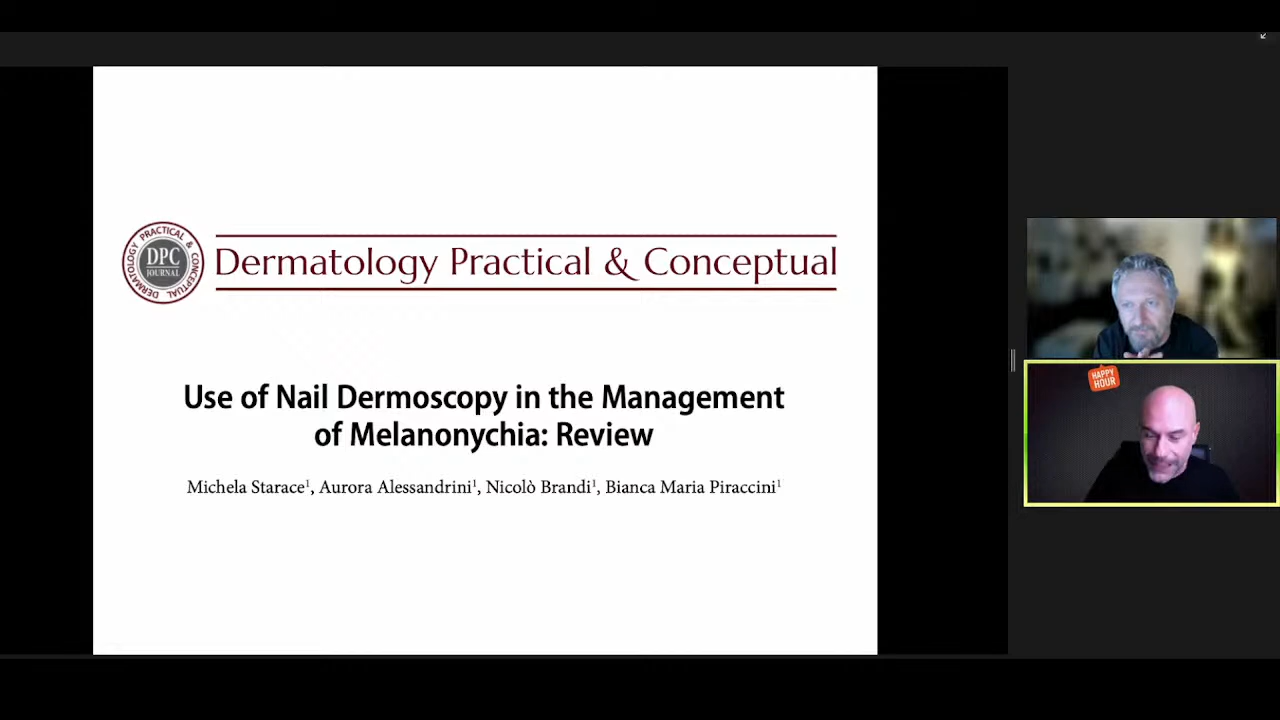 DERMATOLOGY PRACTICAL & CONCEPTUAL
DPC
JOURNAL
Dermatology Practical & Conceptual
Use of Nail Dermoscopy in the Management
of Melanonychia: Review
Michela Starace¹, Aurora Alessandrini¹, Nicolò Brandi¹, Bianca Maria Piraccini¹
HAPPY
HOUR